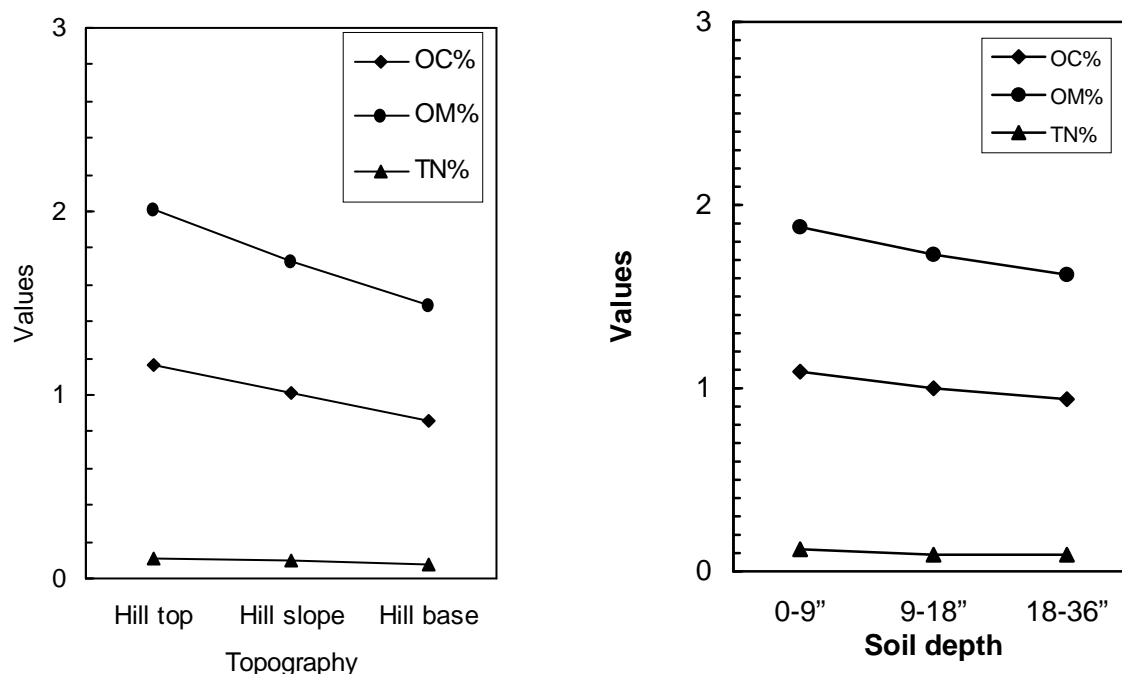 3
2
1
0
Values
OC%
OM%
TN%
Hill top Hill slope Hill base
Topography
3
2
1
0
Values
OC%
OM%
TN%
0-9” 9-18” 18-36”
Soil depth